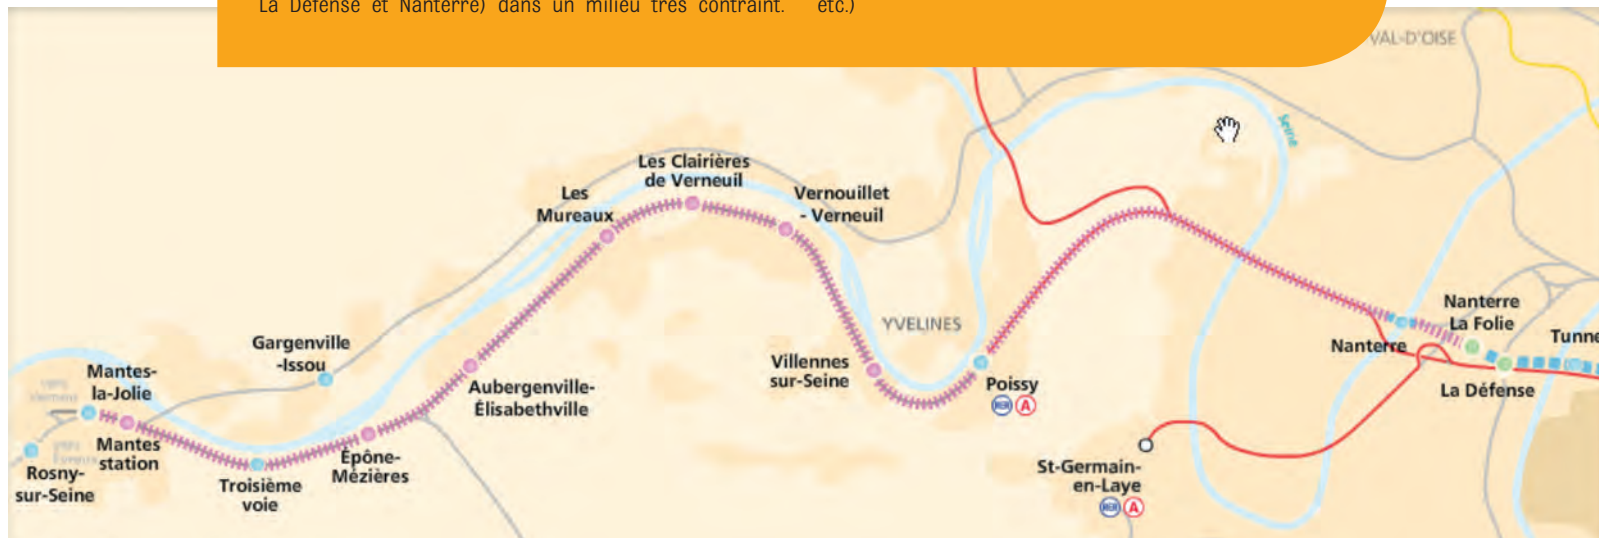 La Défense et Nanterre) dans un milieu très contraint.
etc.)
VAL-D'OISE
Seine
Les Clairières
de Verneuil
Les
Mureaux
Vernouillet
- Verneuil
YVELINES
Gargenville
-Issou
Mantes-
la-Jolie
Aubergenville-
Élisabethville
Villennes
sur-Seine
Poissy
RER A
Nanterre
La Folie
Nanterre
Tunne
La Défense
Mantes
station
Rosny-
sur-Seine
Troisième
voie
Épône-
Mézières
St-Germain-
en-Laye
RER A